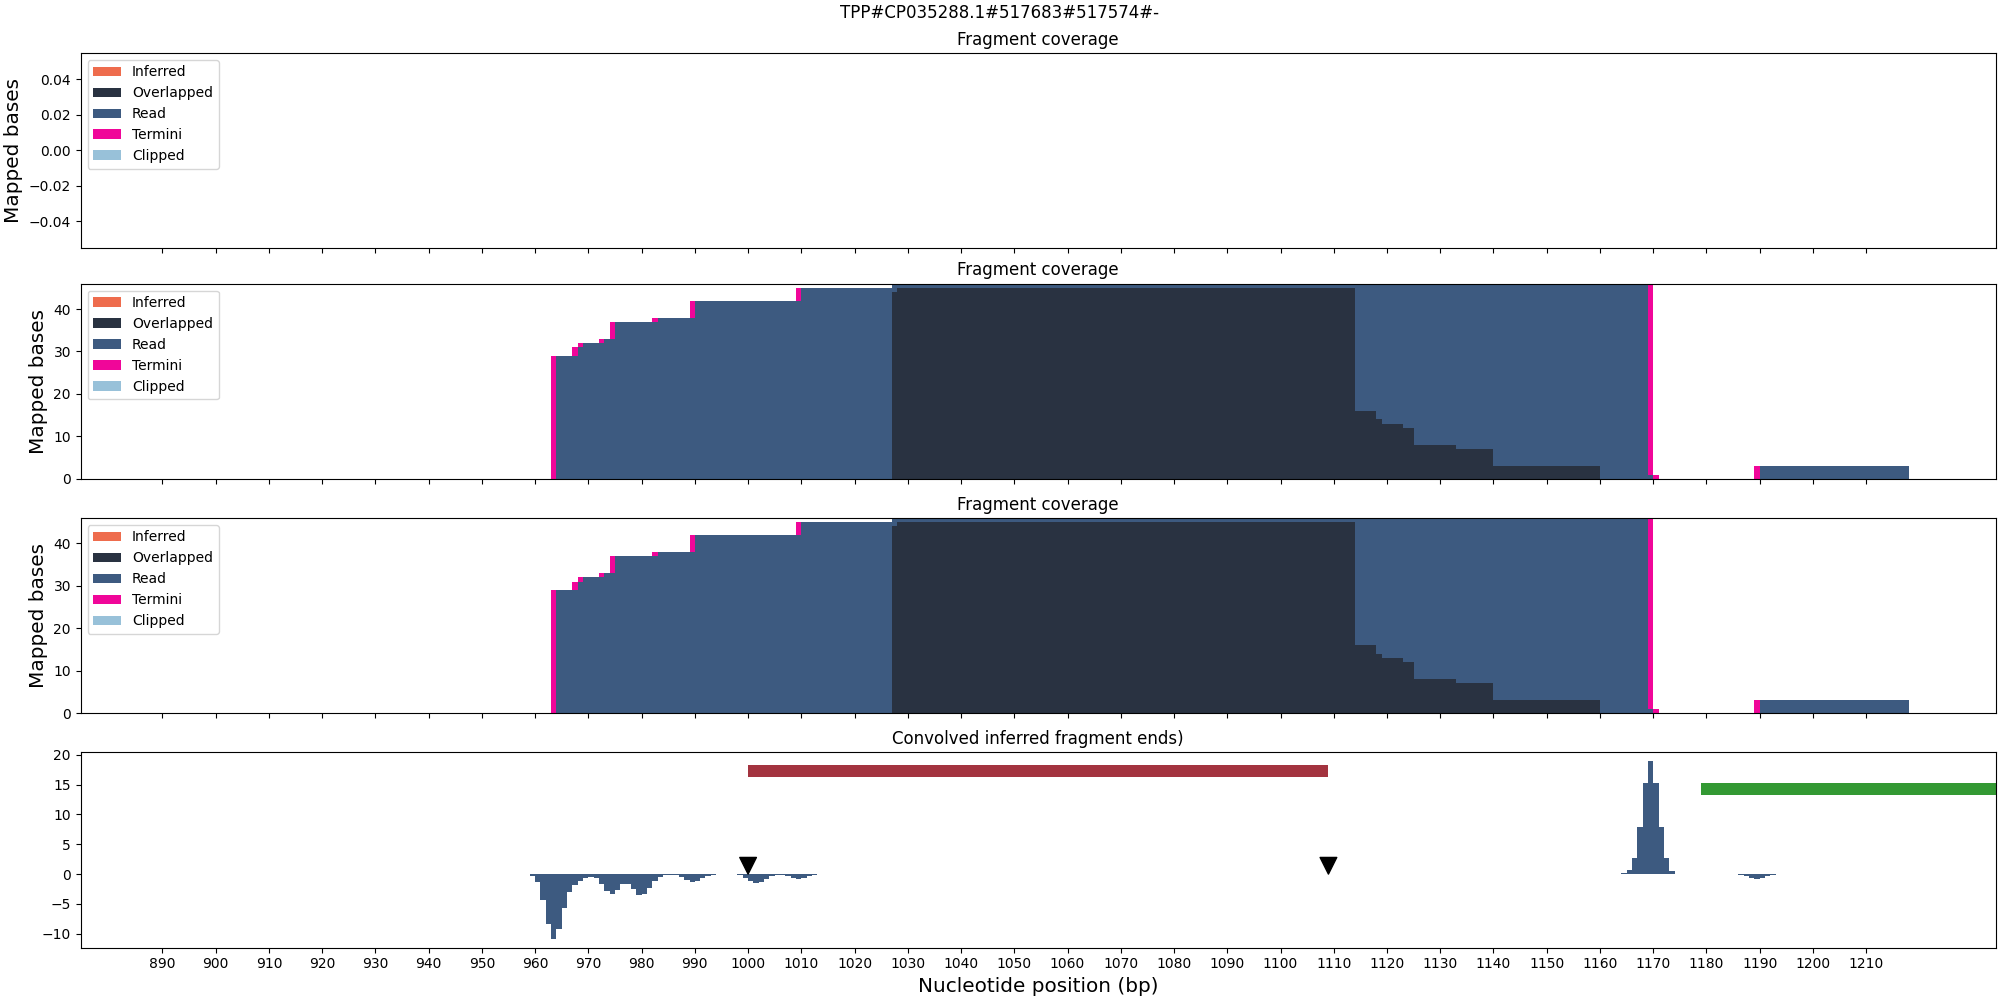 TPP#CP035288.1#517683#517574#-
Fragment coverage
Mapped bases
0.04
0.02
0.00
−0.02
−0.04
Inferred
Overlapped
Read
Termini
Clipped
Fragment coverage
Mapped bases
40
30
20
10
0
Inferred
Overlapped
Read
Termini
Clipped
Fragment coverage
Mapped bases
40
30
20
10
0
Inferred
Overlapped
Read
Termini
Clipped
Convolved inferred fragment ends)
20
15
10
5
0
−5
−10
890 900 910 920 930 940 950 960 970 980 990 1000 1010 1020 1030 1040 1050 1060 1070 1080 1090 1100 1110 1120 1130 1140 1150 1160 1170 1180 1190 1200 1210
Nucleotide position (bp)